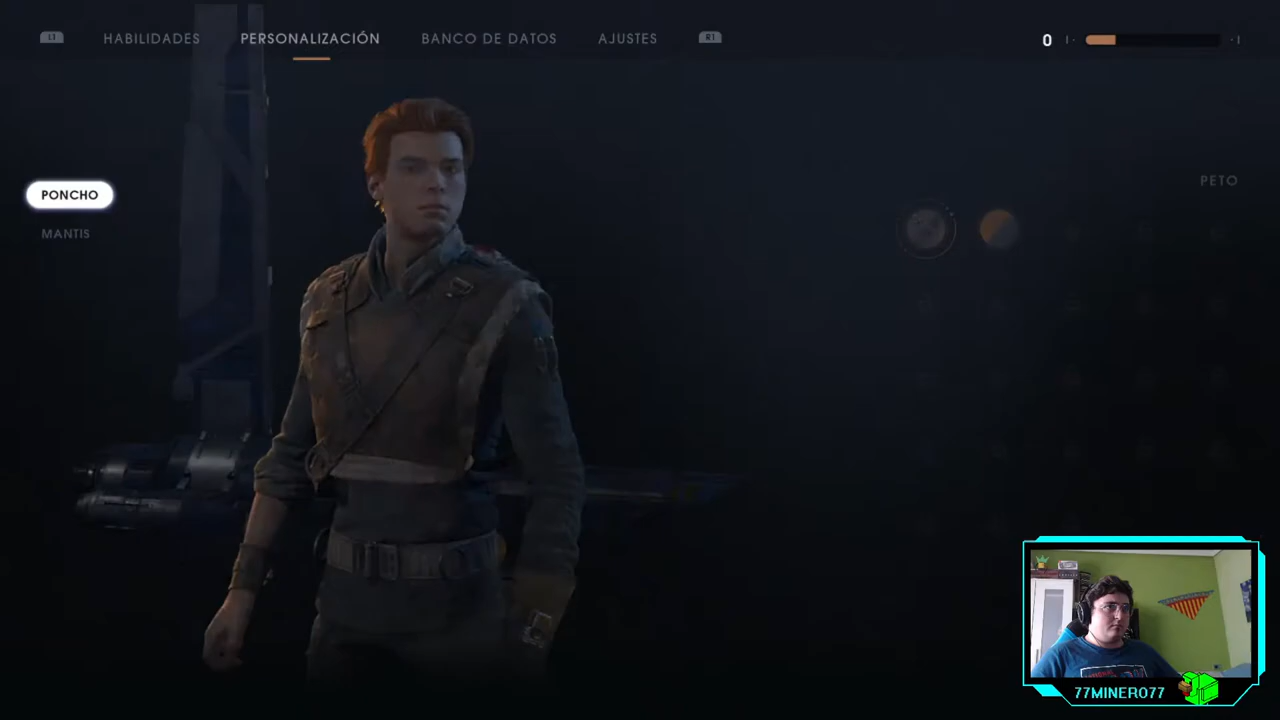 L1
HABILIDADES
PERSONALIZACIÓN
BANCO DE DATOS
AJUSTES
R1
0
PONCHO
MANTIS
PETO
77MINERO77